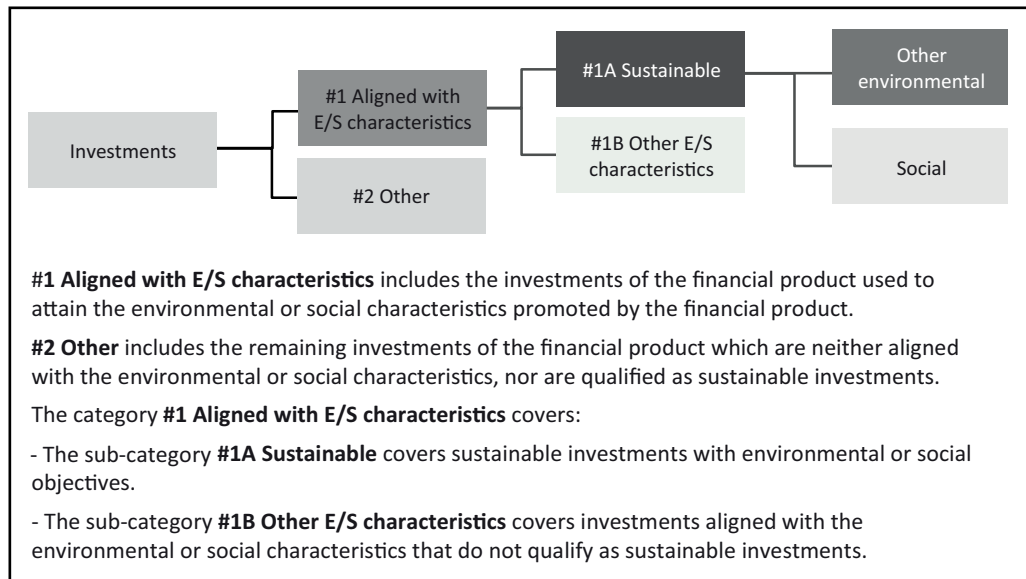 Investments
#1 Aligned with
E/S characteristics
#2 Other
#1A Sustainable
#1B Other E/S
characteristics
Other
environmental
Social
#1 Aligned with E/S characteristics includes the investments of the financial product used to
attain the environmental or social characteristics promoted by the financial product.
#2 Other includes the remaining investments of the financial product which are neither aligned
with the environmental or social characteristics, nor are qualified as sustainable investments.
The category #1 Aligned with E/S characteristics covers:
- The sub-category #1A Sustainable covers sustainable investments with environmental or social
objectives.
- The sub-category #1B Other E/S characteristics covers investments aligned with the
environmental or social characteristics that do not qualify as sustainable investments.